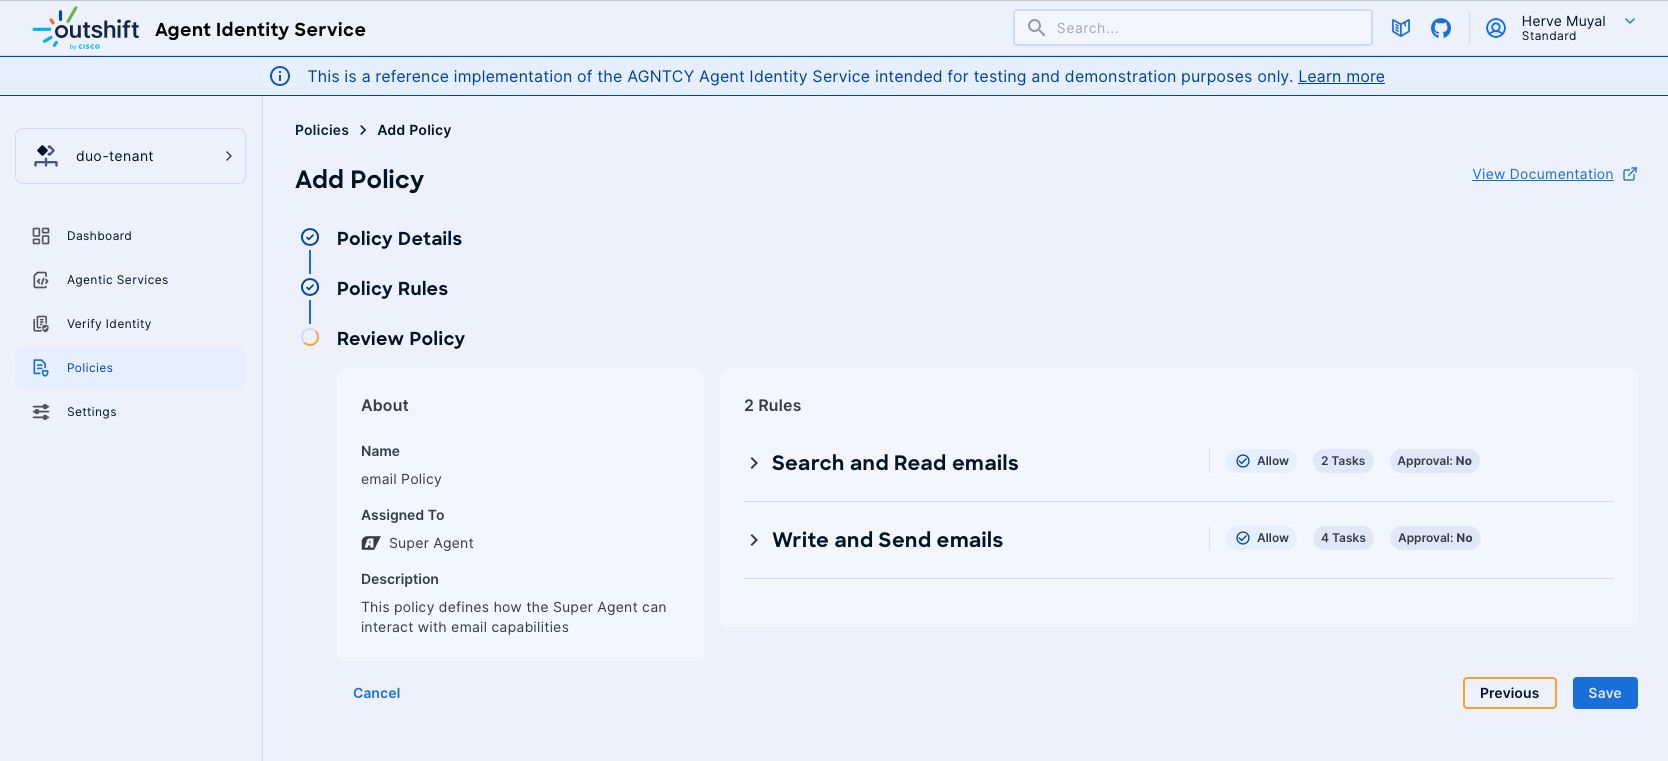 outshift
by CISCO
Agent Identity Service
Search...
Herve Muyal
Standard
This is a reference implementation of the AGNTCY Agent Identity Service intended for testing and demonstration purposes only. Learn more
duo-tenant
Dashboard
Agentic Services
Verify Identity
Policies
Settings
Policies > Add Policy
Add Policy
View Documentation
Policy Details
Policy Rules
Review Policy
About
Name
email Policy
Assigned To
Super Agent
Description
This policy defines how the Super Agent can
interact with email capabilities
2 Rules
Search and Read emails
Allow
2 Tasks
Approval: No
Write and Send emails
Allow
4 Tasks
Approval: No
Cancel
Previous
Save